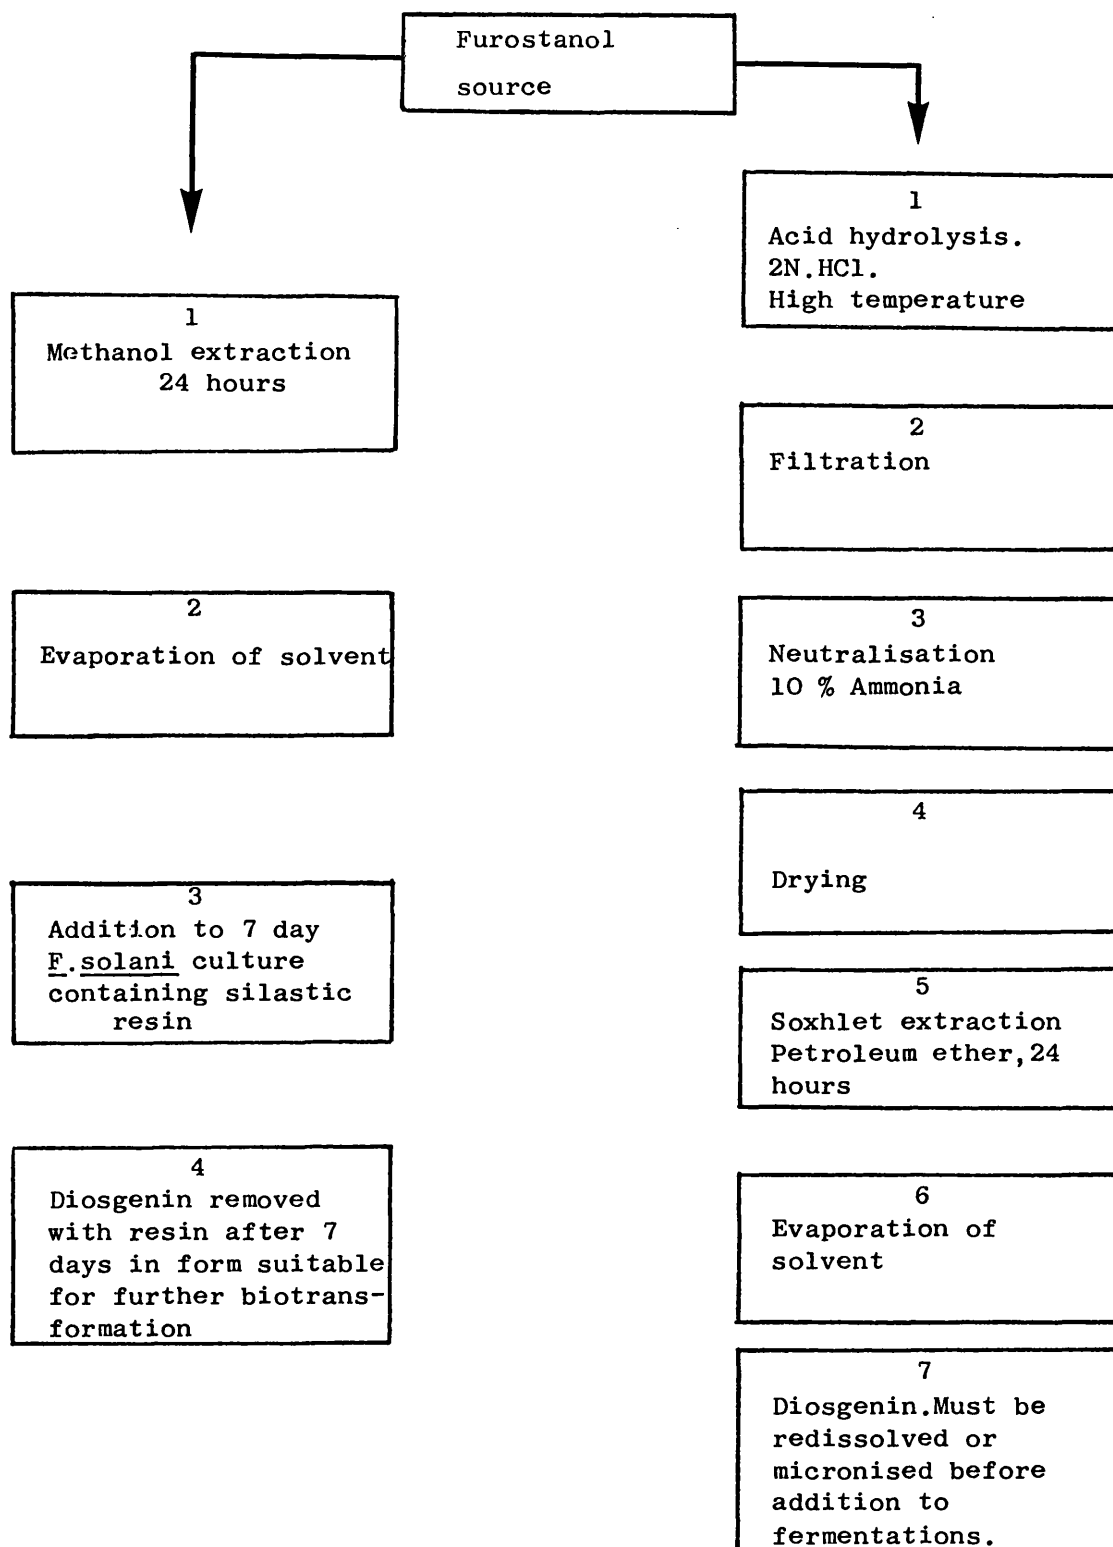 Furostanol
source
1
Methanol extraction
24 hours
2
Evaporation of solvent
3
Addition to 7 day
F.solani culture
containing silastic
resin
4
Diosgenin removed
with resin after 7
days in form suitable
for further biotrans-
formation
1
Acid hydrolysis.
2N.HCl.
High temperature
2
Filtration
3
Neutralisation
10 % Ammonia
4
Drying
5
Soxhlet extraction
Petroleum ether,24
hours
6
Evaporation of
solvent
7
Diosgenin.Must be
redissolved or
micronised before
addition to
fermentations.